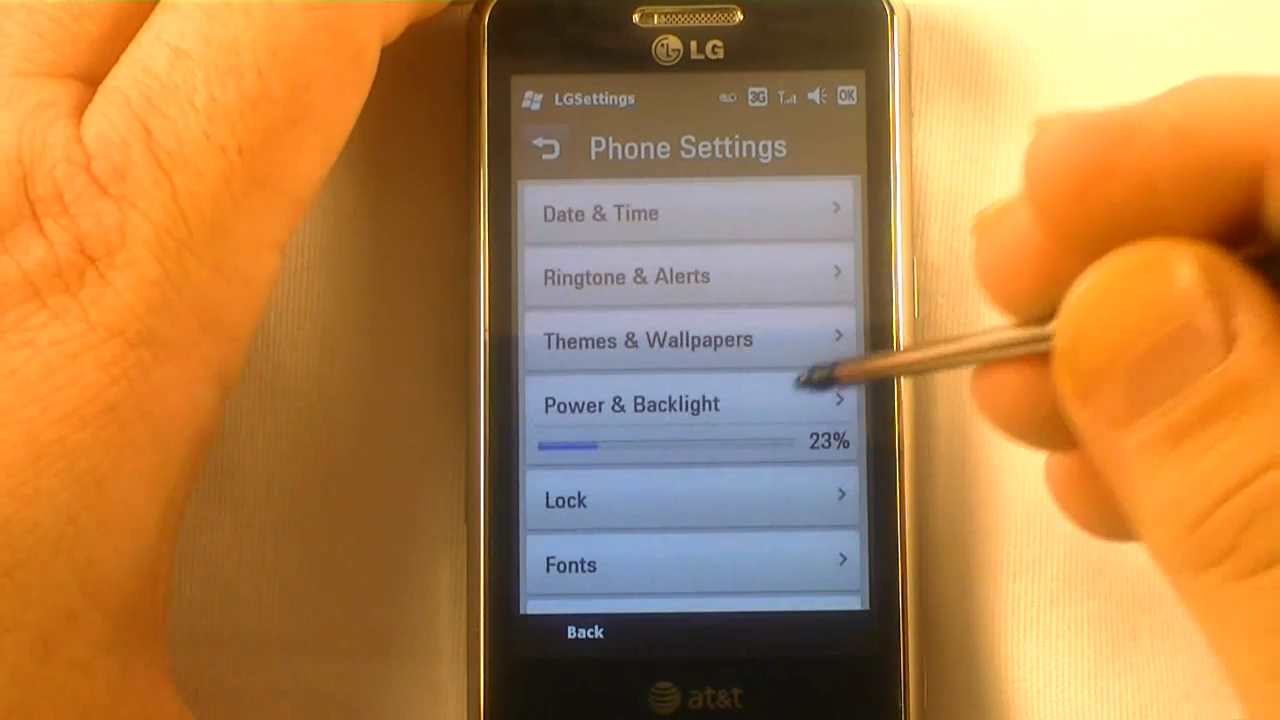 LG
LGSettings 3G OK
Phone Settings
Date & Time
Ringtone & Alerts
Themes & Wallpapers
Power & Backlight
23%
Lock
Fonts
Back
at&t